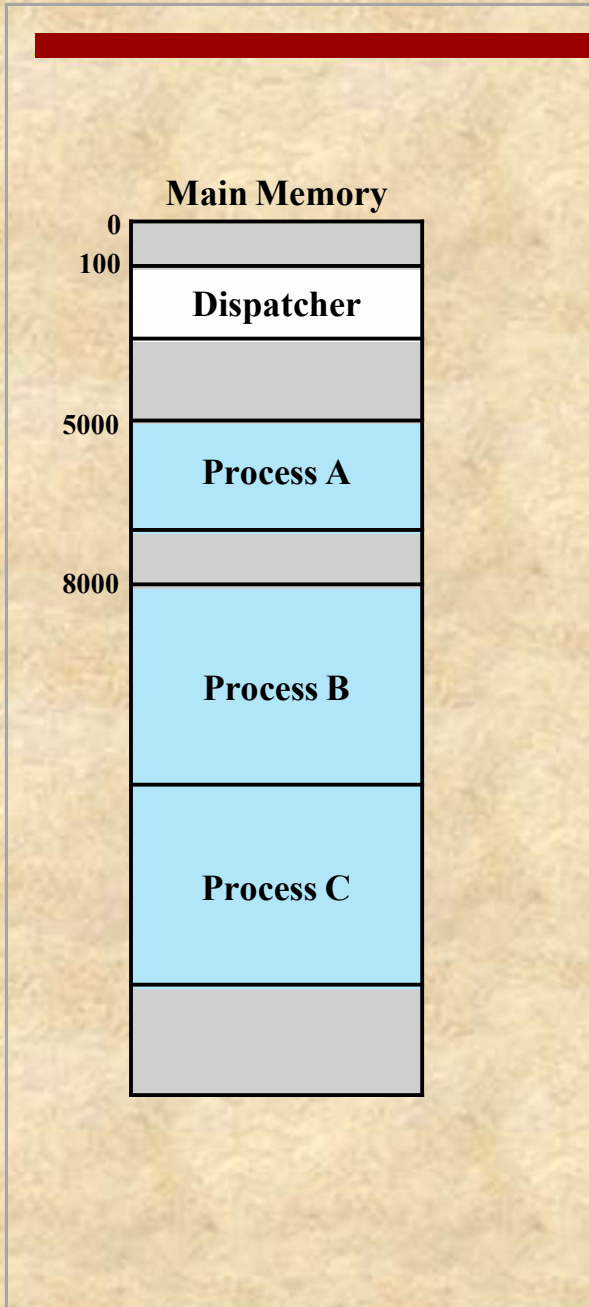 Main Memory
0
100
Dispatcher
5000
Process A
8000
Process B
Process C